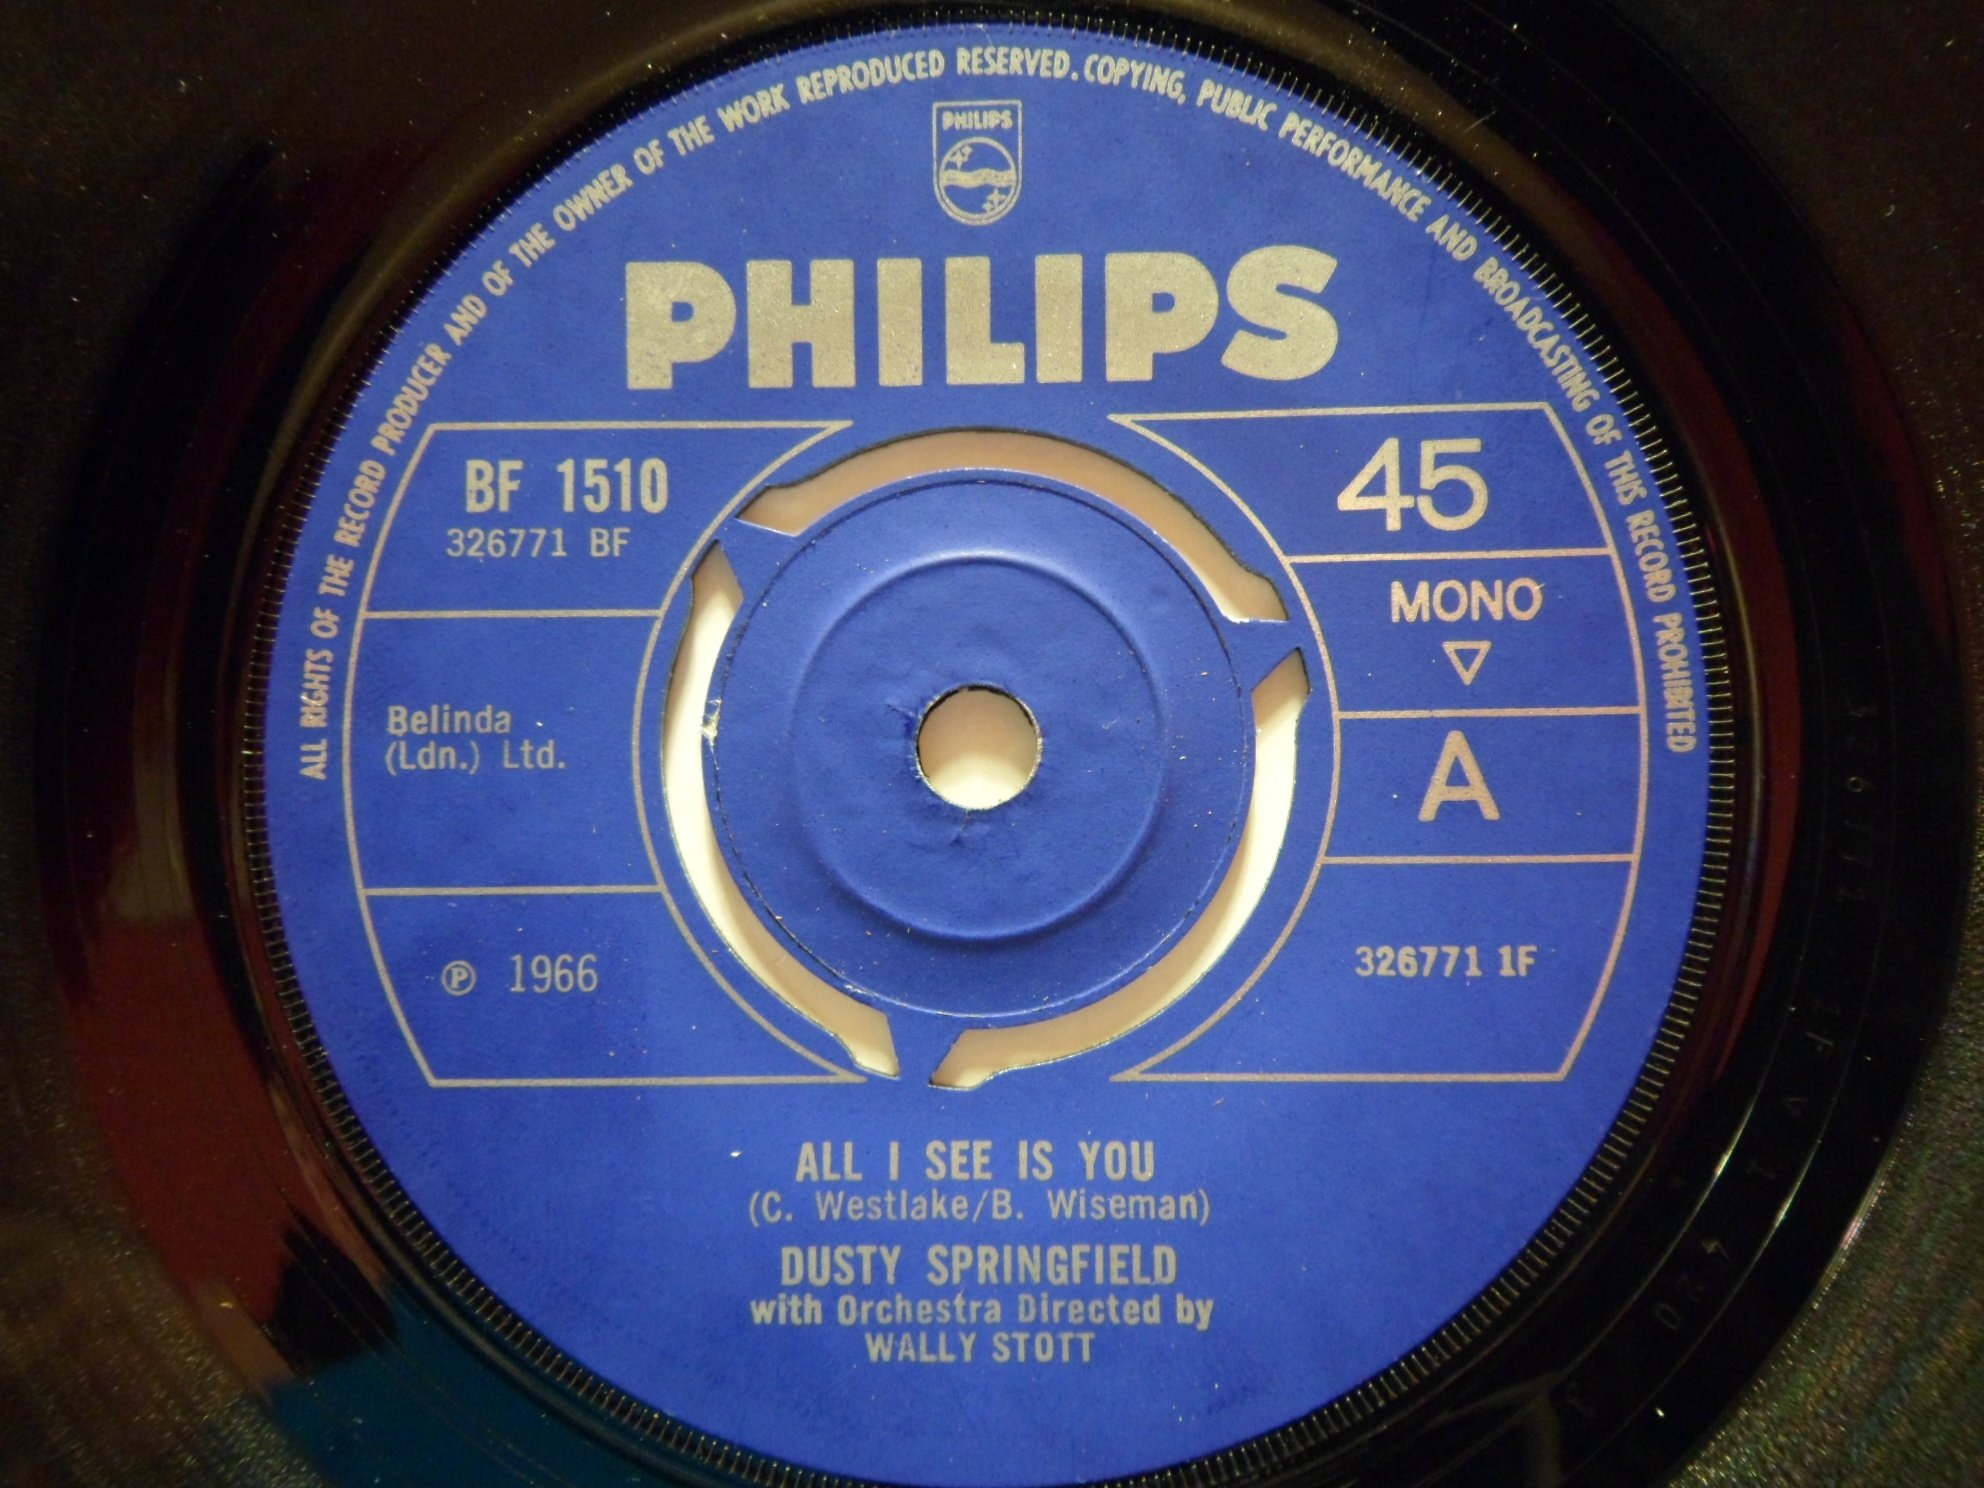 ALL RIGHTS OF THE RECORD PRODUCER AND OF THE OWNER OF THE WORK REPRODUCED RESERVED. COPYING, PUBLIC PERFORMANCE AND BROADCASTING OF THIS RECORD PROHIBITED
PHILIPS
PHILIPS
BF 1510
326771 BF
Belinda
(Ldn.) Ltd.
℗ 1966
45
MONO
▽
A
326771 1F
ALL I SEE IS YOU
(C. Westlake/B. Wiseman)
DUSTY SPRINGFIELD
with Orchestra Directed by
WALLY STOTT